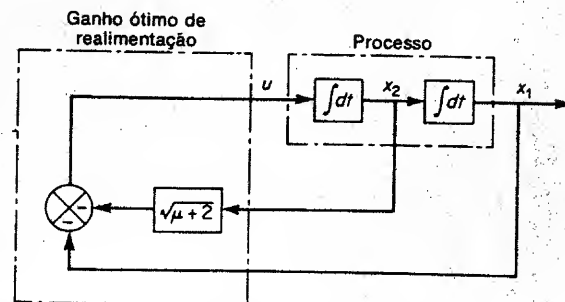 Ganho ótimo de
realimentação
Processo
u
∫dt
x₂
∫dt
x₁
√μ + 2
-
-